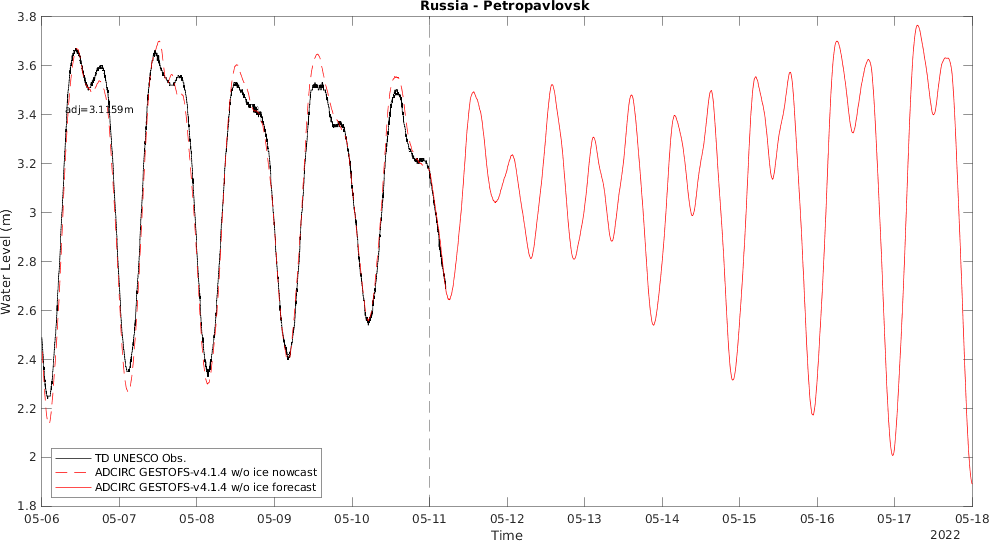 Russia - Petropavlovsk
3.8
3.6
3.4
3.2
3
2.8
2.6
2.4
2.2
2
1.8
Water Level (m)
adj=3.1159m
TD UNESCO Obs.
ADCIRC GESTOFS-v4.1.4 w/o ice nowcast
ADCIRC GESTOFS-v4.1.4 w/o ice forecast
05-06 05-07 05-08 05-09 05-10 05-11 05-12 05-13 05-14 05-15 05-16 05-17 05-18
Time
2022